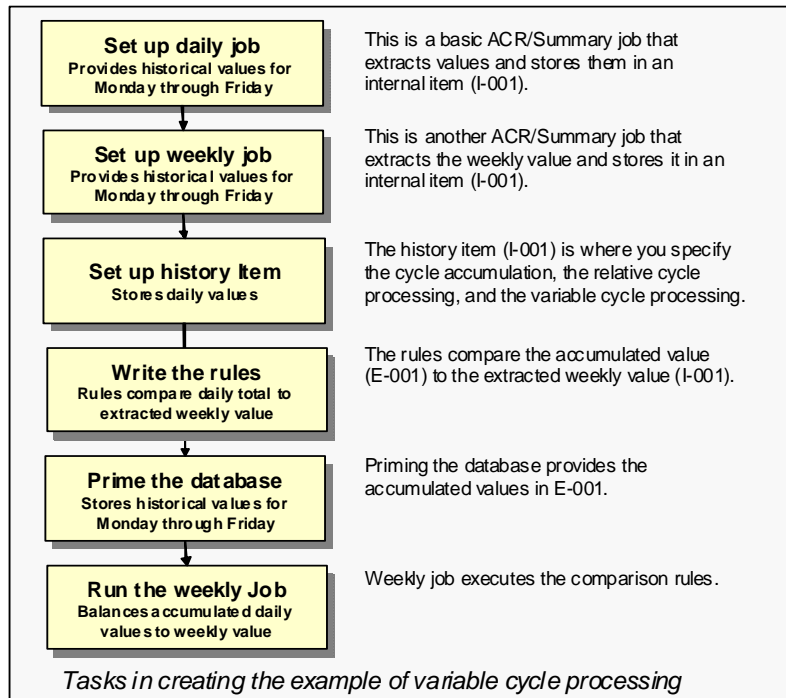 Set up daily job
Provides historical values for
Monday through Friday
This is a basic ACR/Summary job that
extracts values and stores them in an
internal item (I-001).
Set up weekly job
Provides historical values for
Monday through Friday
This is another ACR/Summary job that
extracts the weekly value and stores it in an
internal item (I-001).
Set up history Item
Stores daily values
The history item (I-001) is where you specify
the cycle accumulation, the relative cycle
processing, and the variable cycle processing.
Write the rules
Rules compare daily total to
extracted weekly value
The rules compare the accumulated value
(E-001) to the extracted weekly value (I-001).
Prime the database
Stores historical values for
Monday through Friday
Priming the database provides the
accumulated values in E-001.
Run the weekly Job
Balances accumulated daily
values to weekly value
Weekly job executes the comparison rules.
Tasks in creating the example of variable cycle processing